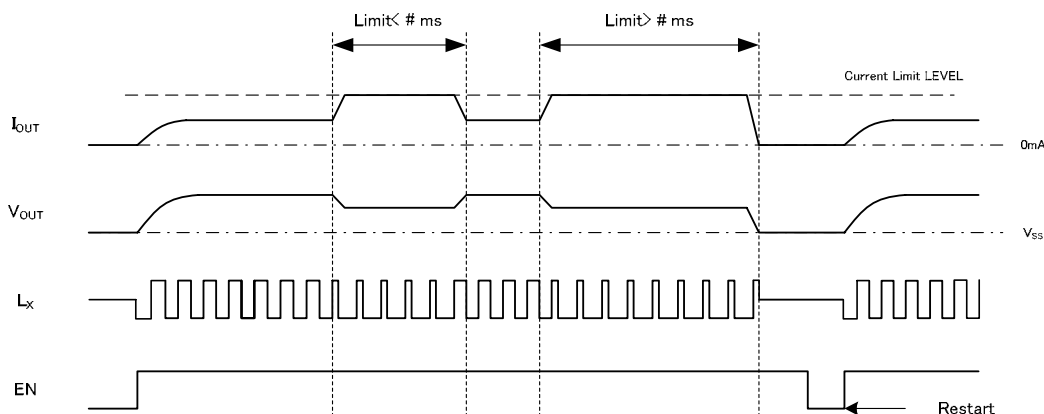 Limit< # ms
Limit> # ms
Current Limit LEVEL
IOUT
0mA
VOUT
VSS
LX
EN
Restart